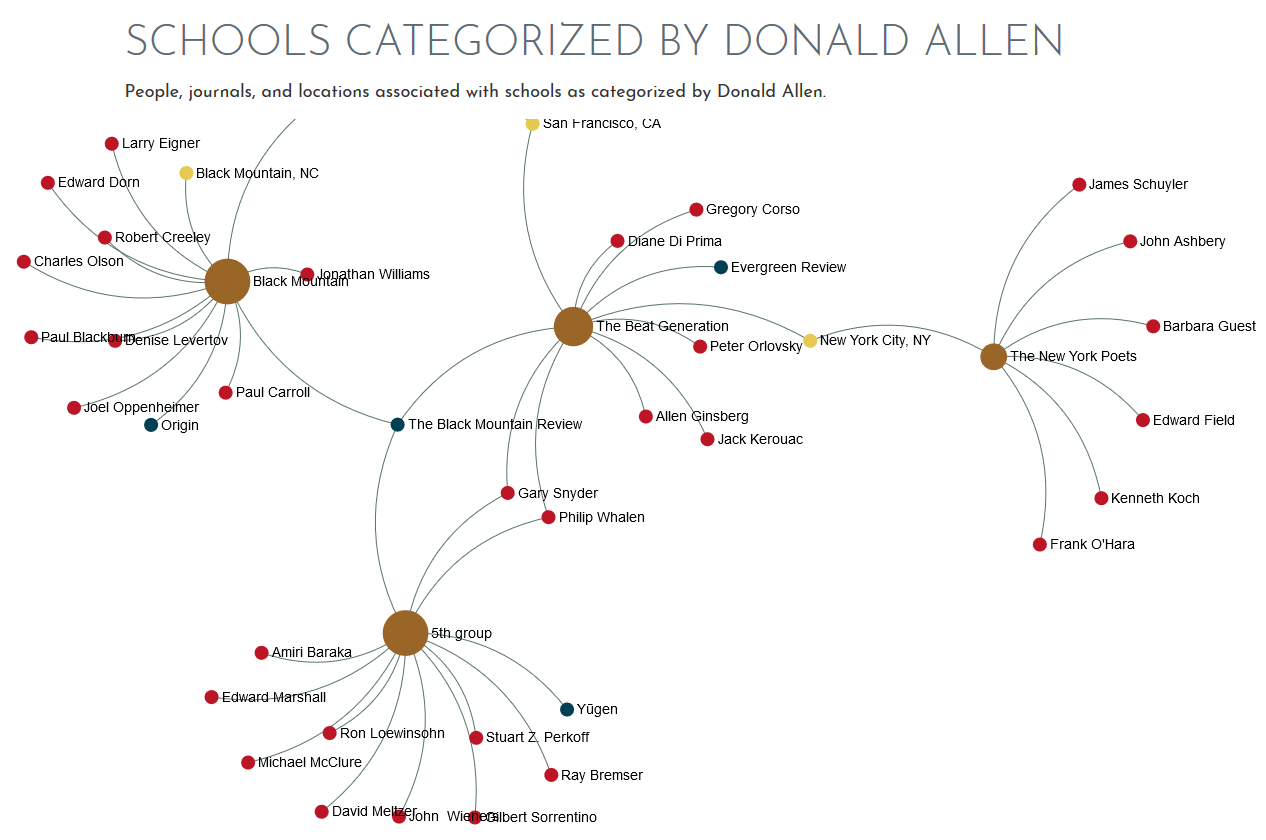 SCHOOLS CATEGORIZED BY DONALD ALLEN
People, journals, and locations associated with schools as categorized by Donald Allen.
San Francisco, CA
Larry Eigner
Black Mountain, NC
Edward Dorn
James Schuyler
Gregory Corso
Robert Creeley
Diane Di Prima
John Ashbery
Charles Olson
Evergreen Review
Jonathan Williams
Black Mountain
The Beat Generation
Barbara Guest
Paul Blackburn
Denise Levertov
Peter Orlovsky
New York City, NY
The New York Poets
Paul Carroll
Joel Oppenheimer
Allen Ginsberg
Edward Field
Origin
The Black Mountain Review
Jack Kerouac
Gary Snyder
Kenneth Koch
Philip Whalen
Frank O'Hara
5th group
Amiri Baraka
Edward Marshall
Yūgen
Ron Loewinsohn
Stuart Z. Perkoff
Michael McClure
Ray Bremser
David Meltzer
John Wieners
Gilbert Sorrentino